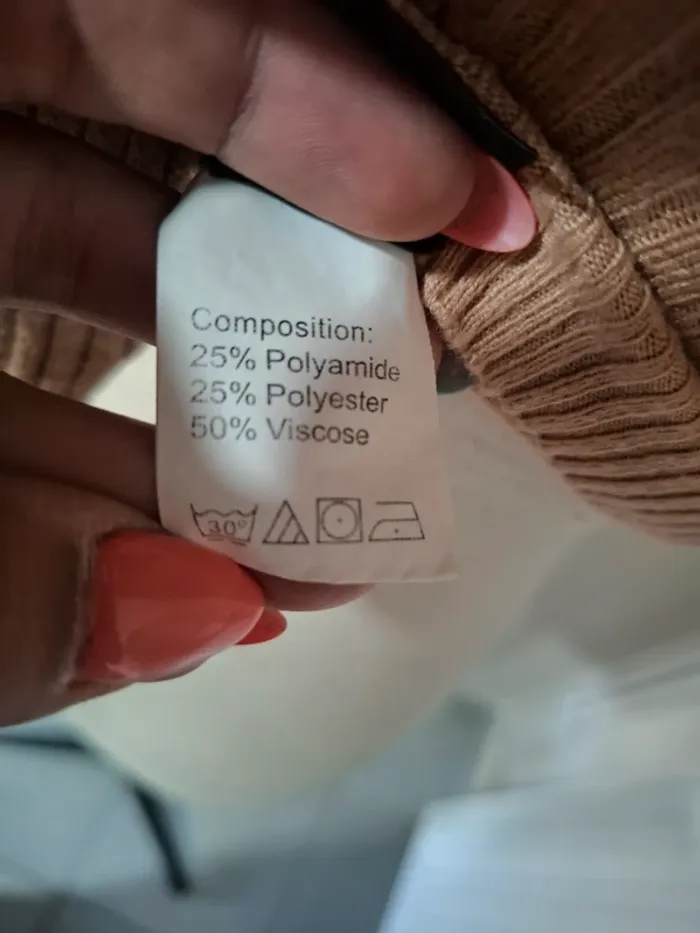 Composition:
25% Polyamide
25% Polyester
50% Viscose
30°